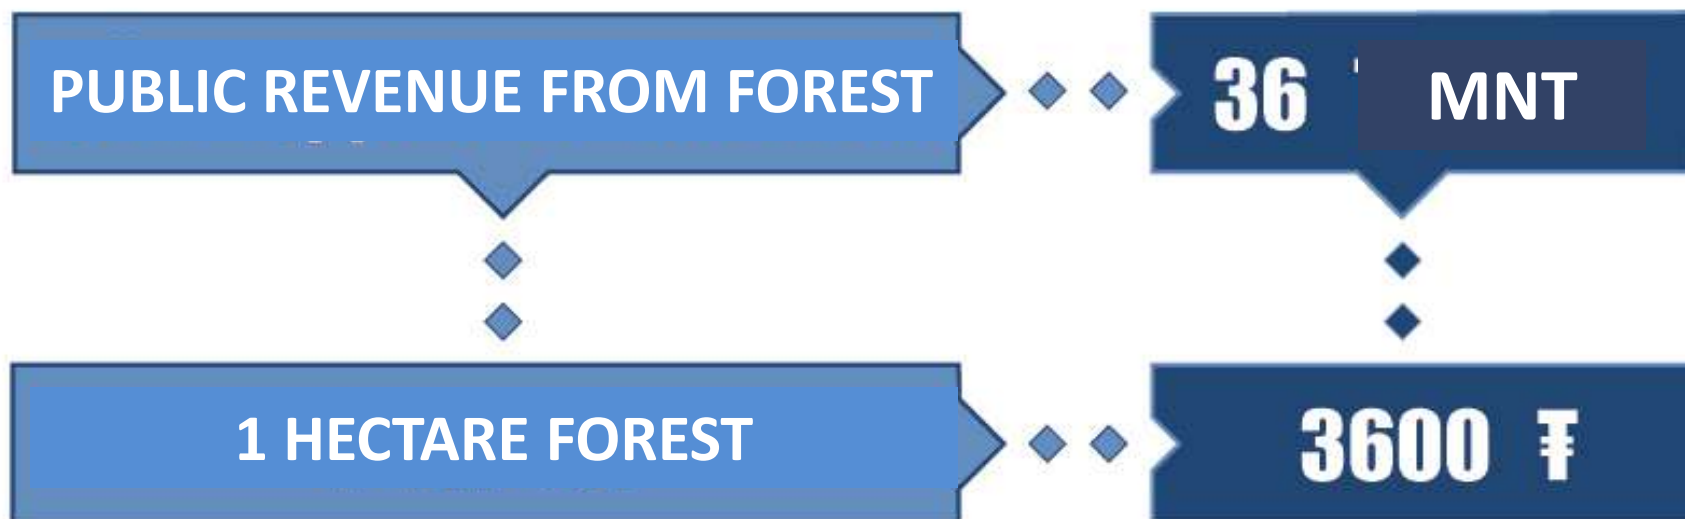 PUBLIC REVENUE FROM FOREST
36 MNT
1 HECTARE FOREST
3600 ₮